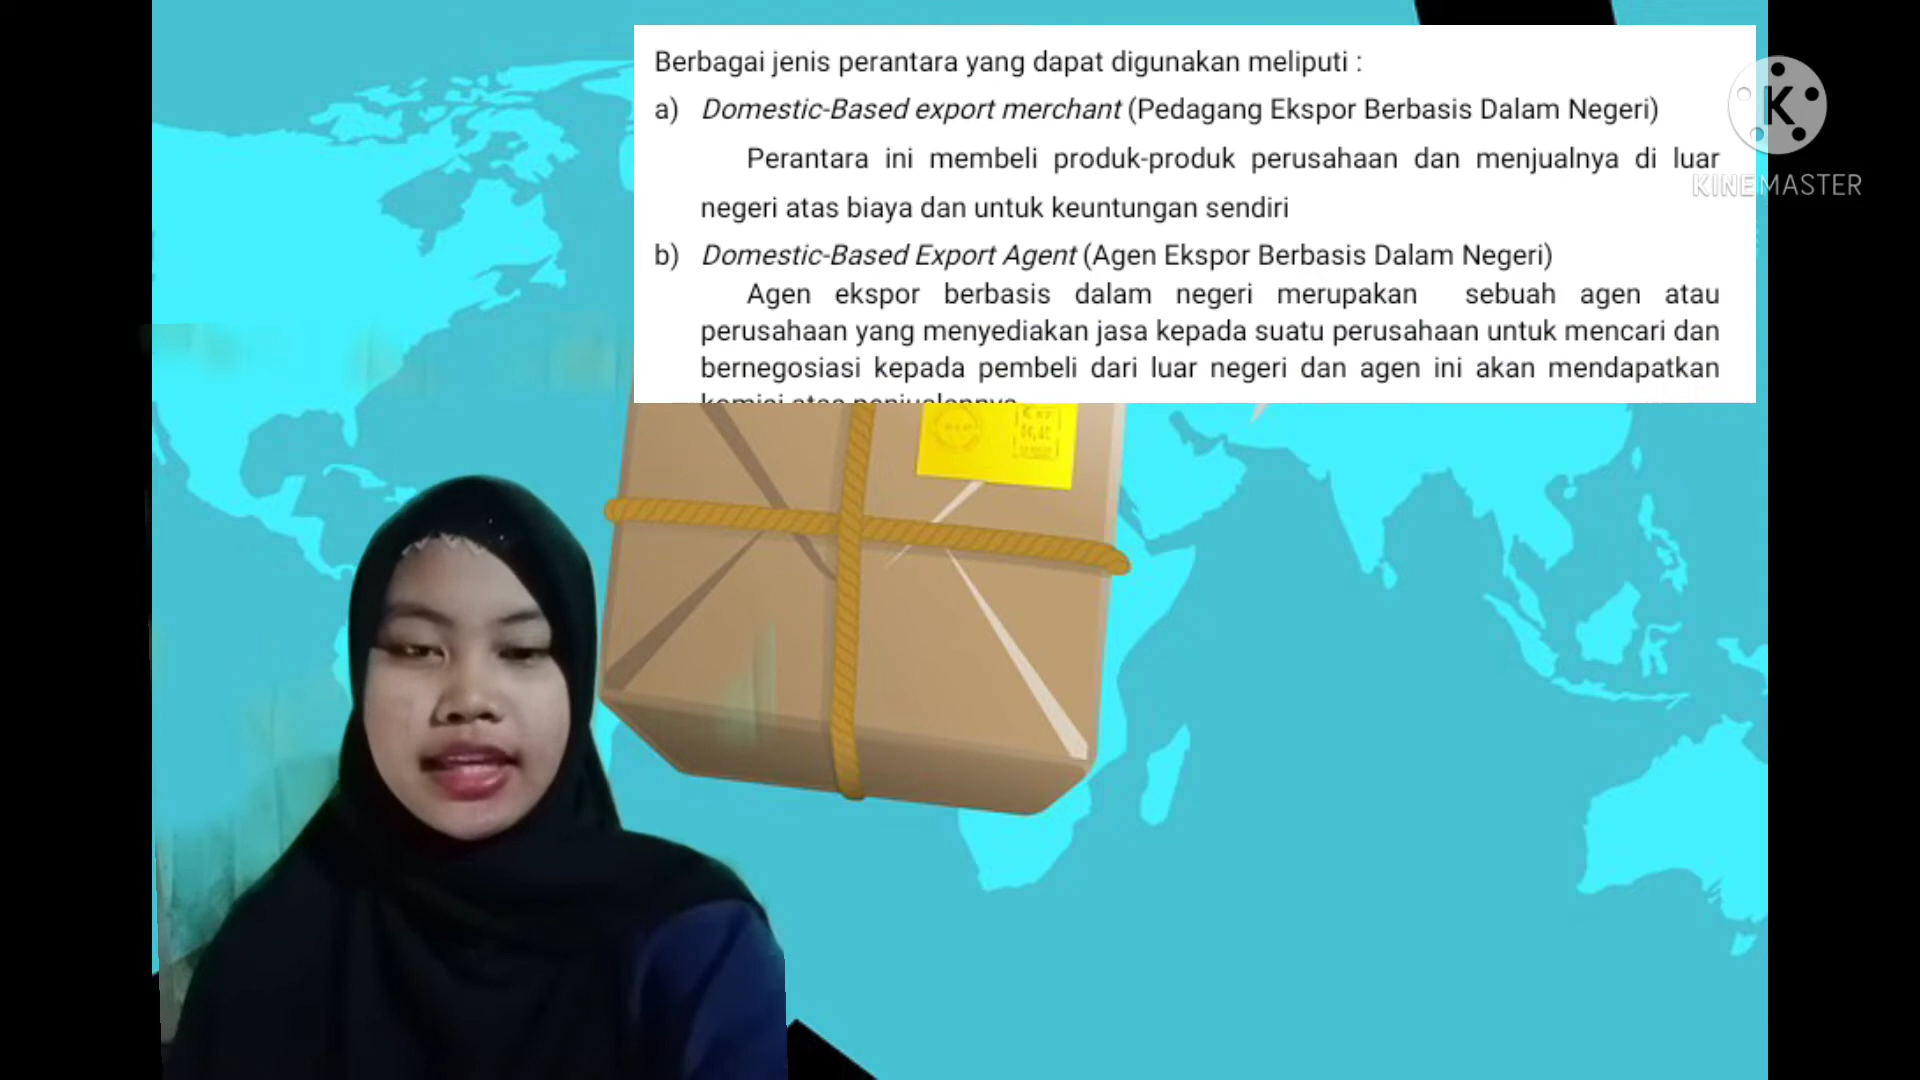 Berbagai jenis perantara yang dapat digunakan meliputi :
a) Domestic-Based export merchant (Pedagang Ekspor Berbasis Dalam Negeri)
Perantara ini membeli produk-produk perusahaan dan menjualnya di luar
negeri atas biaya dan untuk keuntungan sendiri
b) Domestic-Based Export Agent (Agen Ekspor Berbasis Dalam Negeri)
Agen ekspor berbasis dalam negeri merupakan sebuah agen atau
perusahaan yang menyediakan jasa kepada suatu perusahaan untuk mencari dan
bernegosiasi kepada pembeli dari luar negeri dan agen ini akan mendapatkan
K
KINEMASTER